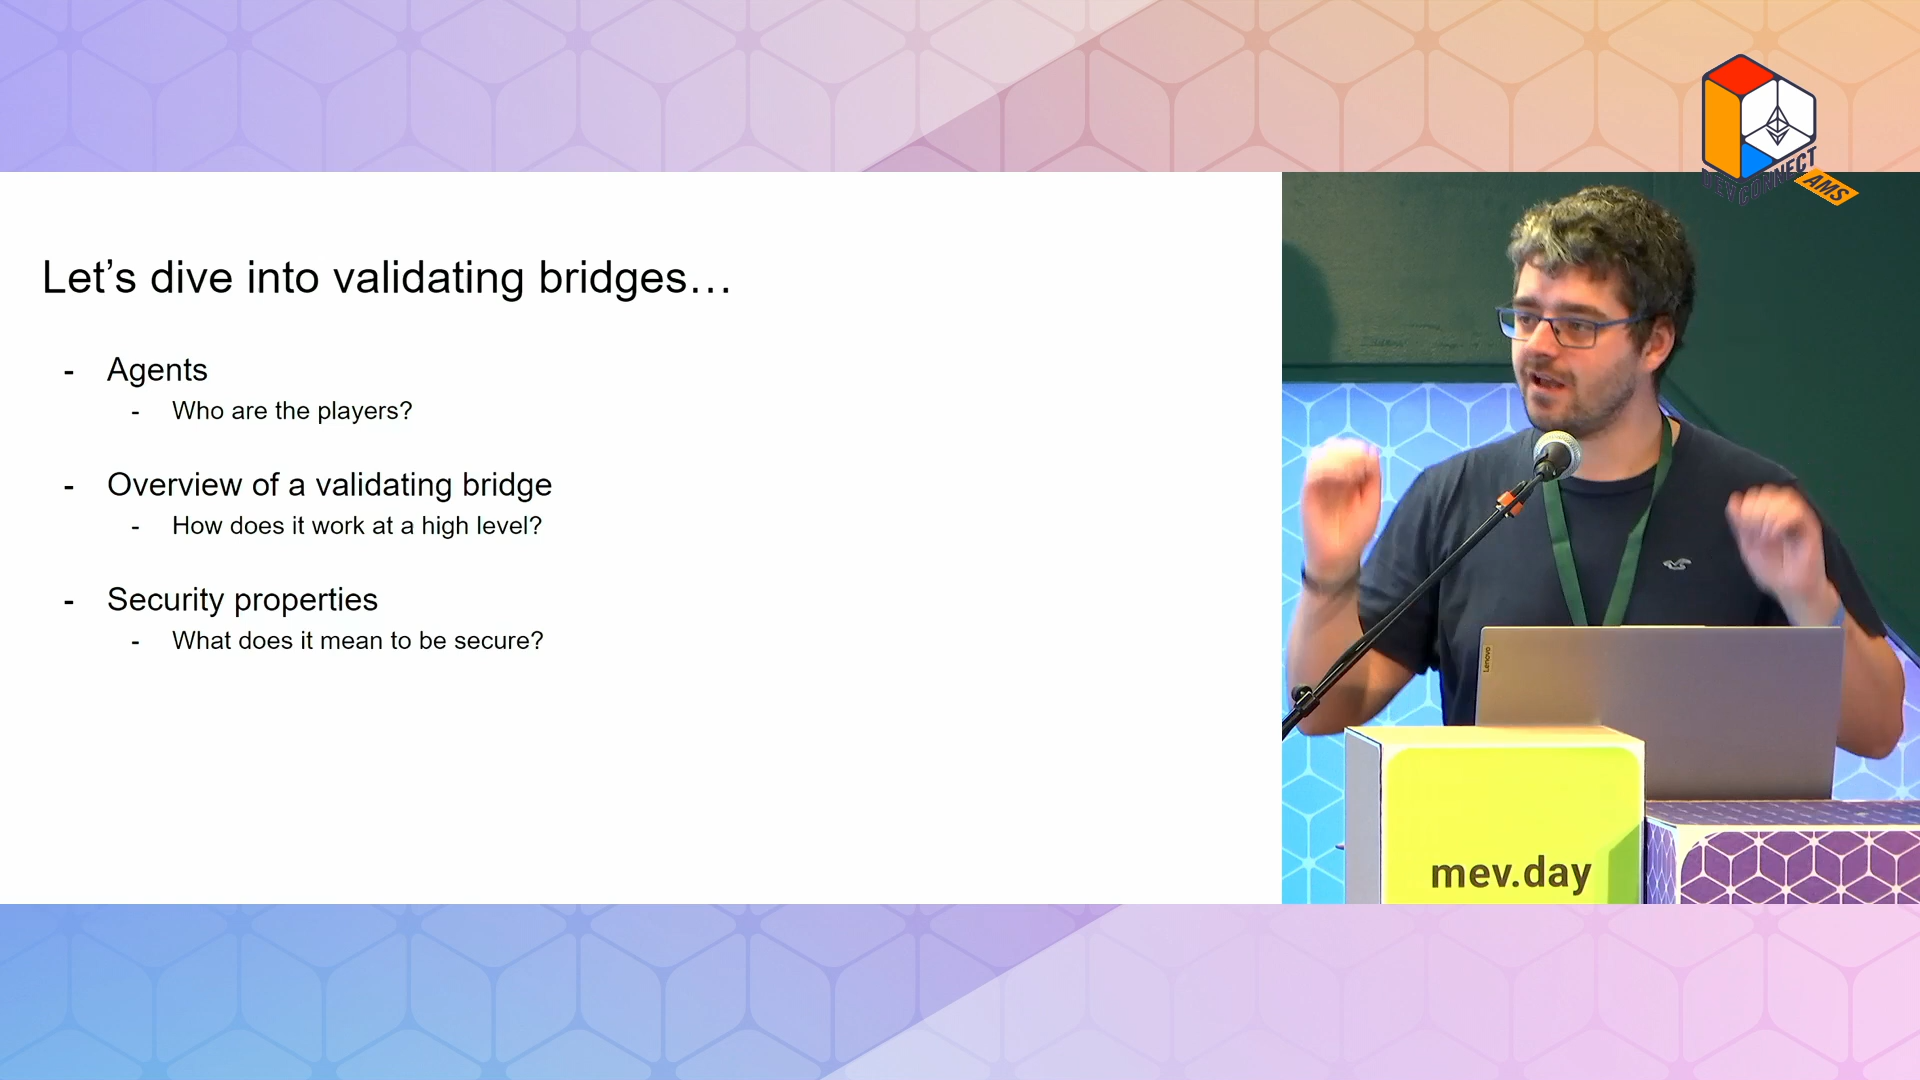 Let's dive into validating bridges…
- Agents
- Who are the players?
- Overview of a validating bridge
- How does it work at a high level?
- Security properties
- What does it mean to be secure?
DEVCONNECT
AMS
Lenovo
mev.day